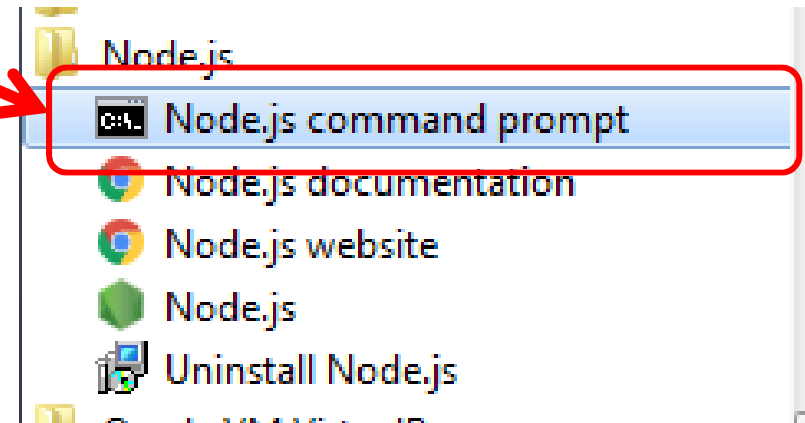 Node.js
Node.js command prompt
Node.js documentation
Node.js website
Node.js
Uninstall Node.js